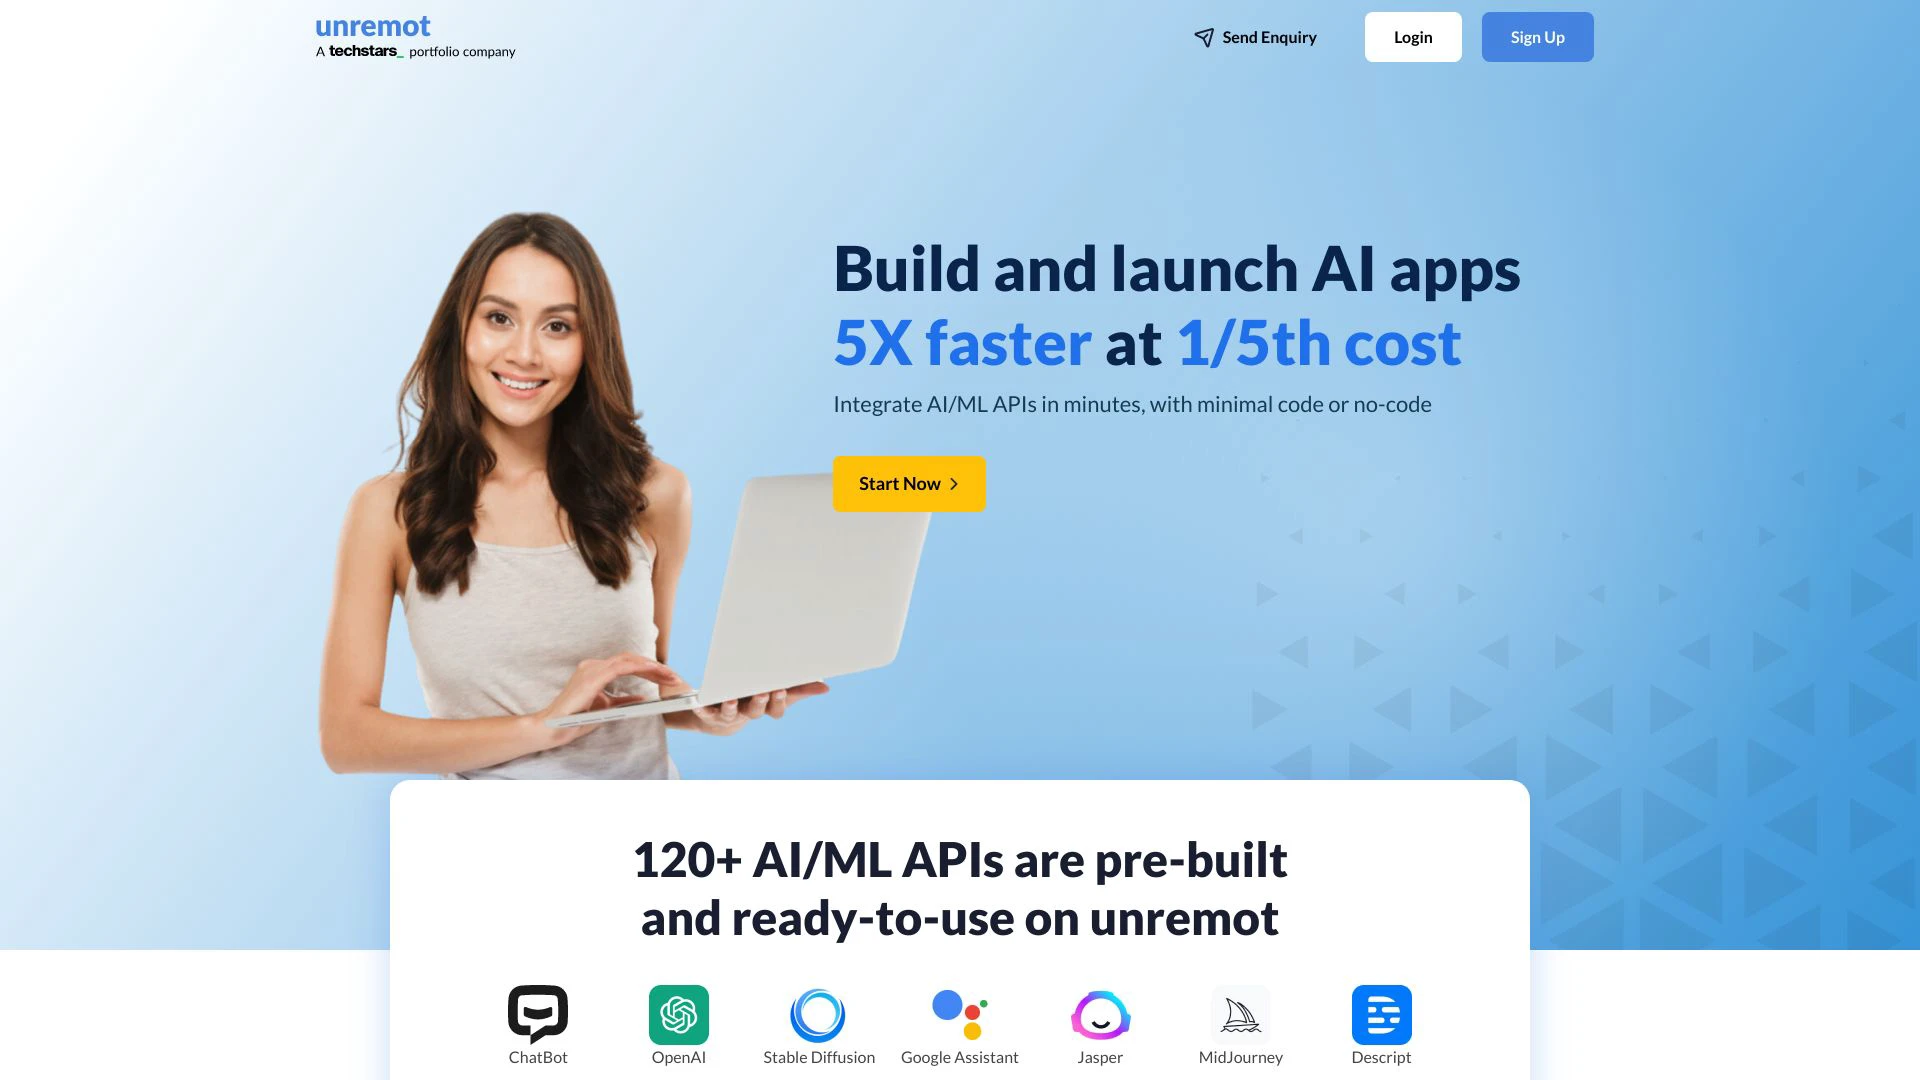 unremot
A techstars_ portfolio company
Send Enquiry
Login
Sign Up
Build and launch AI apps
5X faster at 1/5th cost
Integrate AI/ML APIs in minutes, with minimal code or no-code
Start Now
120+ AI/ML APIs are pre-built
and ready-to-use on unremot
ChatBot
OpenAI
Stable Diffusion
Google Assistant
Jasper
MidJourney
Descript